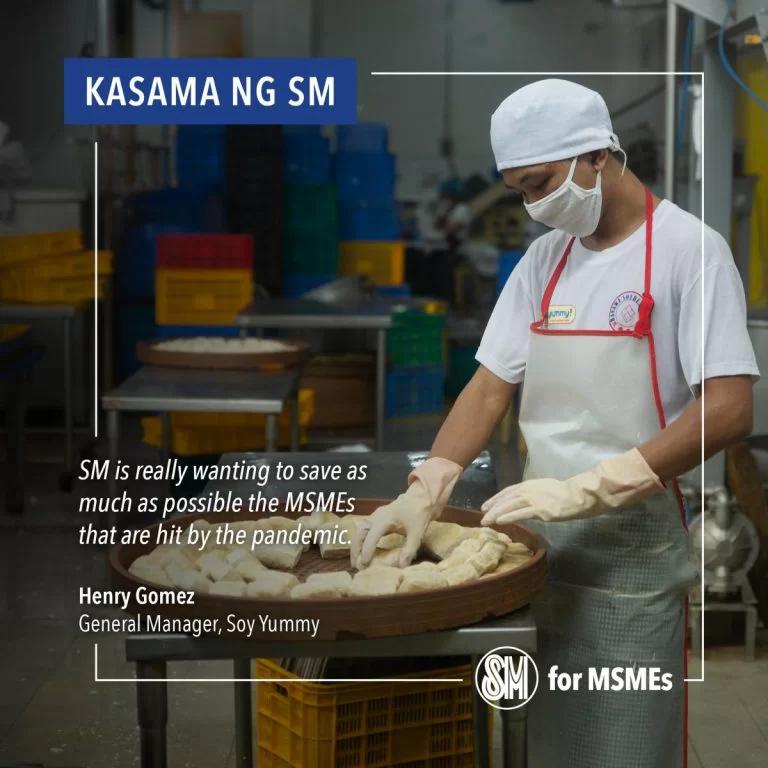 KASAMA NG SM
yummy!
SM is really wanting to save as
much as possible the MSMEs
that are hit by the pandemic.
Henry Gomez
General Manager, Soy Yummy
SM for MSMEs